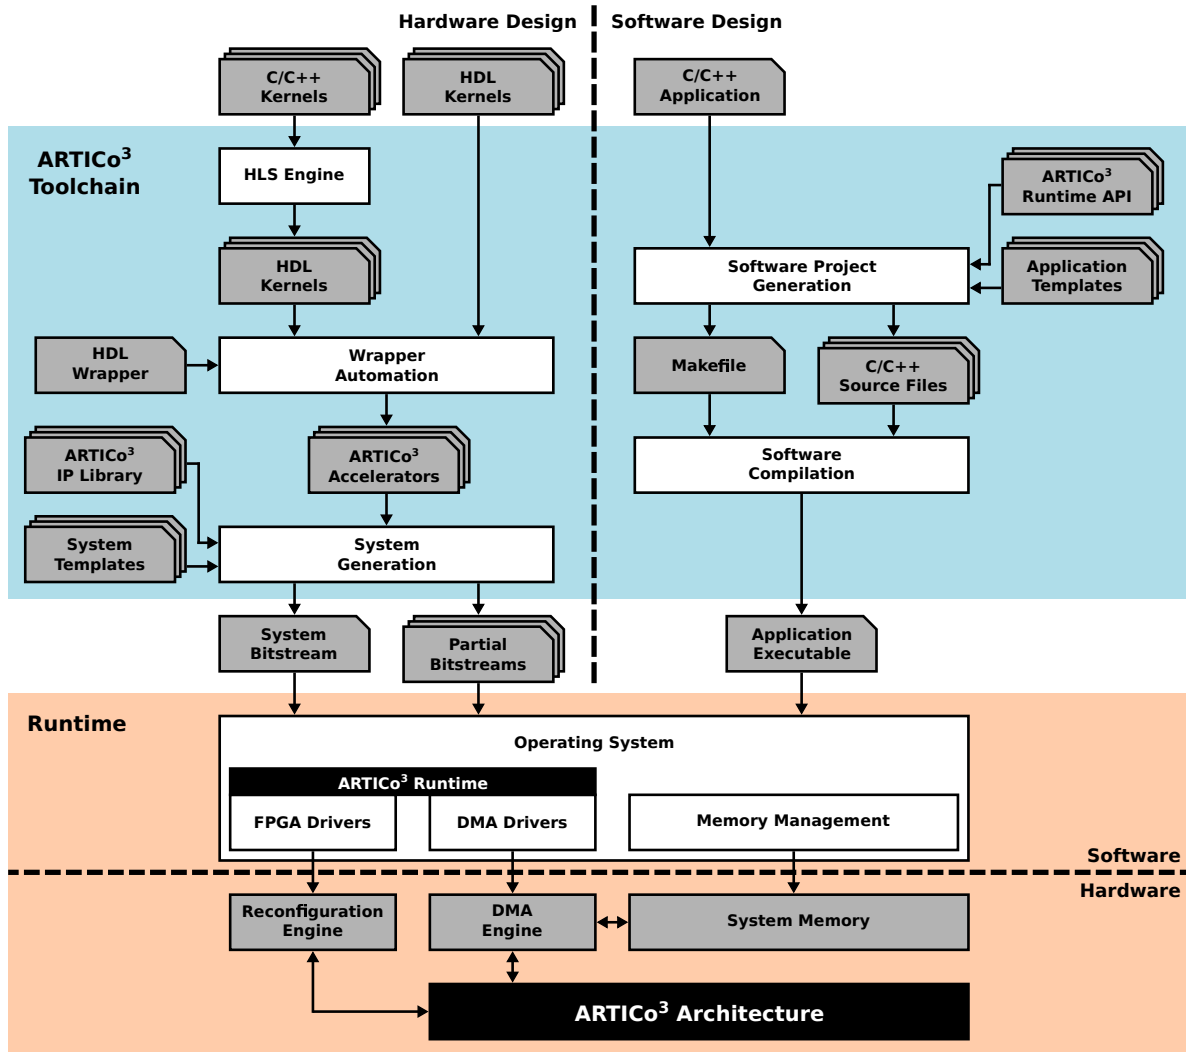 Hardware Design
Software Design
C/C++
Kernels
HDL
Kernels
C/C++
Application
ARTICo³
Toolchain
HLS Engine
ARTICo³
Runtime API
HDL
Kernels
Software Project
Generation
Application
Templates
HDL
Wrapper
Wrapper
Automation
Makefile
C/C++
Source Files
ARTICo³
IP Library
ARTICo³
Accelerators
Software
Compilation
System
Templates
System
Generation
System
Bitstream
Partial
Bitstreams
Application
Executable
Runtime
Operating System
ARTICo³ Runtime
FPGA Drivers
DMA Drivers
Memory Management
Software
Hardware
Reconfiguration
Engine
DMA
Engine
System Memory
ARTICo³ Architecture